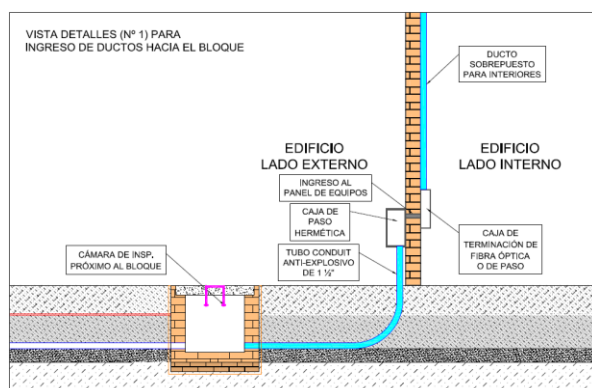 VISTA DETALLES (Nº 1) PARA
INGRESO DE DUCTOS HACIA EL BLOQUE
DUCTO
SOBREPUESTO
PARA INTERIORES
EDIFICIO
LADO EXTERNO
EDIFICIO
LADO INTERNO
INGRESO AL
PANEL DE EQUIPOS
CAJA DE
PASO
HERMÉTICA
CAJA DE
TERMINACIÓN DE
FIBRA ÓPTICA
O DE PASO
CÁMARA DE INSP.
PRÓXIMO AL BLOQUE
TUBO CONDUIT
ANTI-EXPLOSIVO
DE 1 ½"